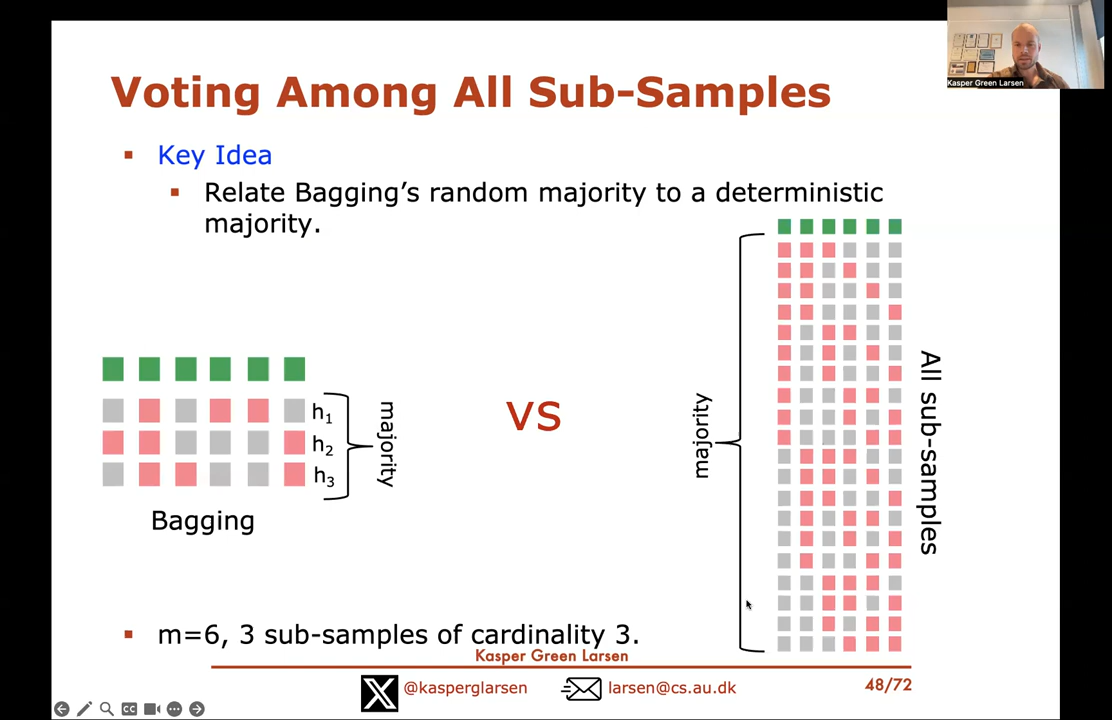 Kasper Green Larsen
Voting Among All Sub-Samples
▪ Key Idea
▪ Relate Bagging’s random majority to a deterministic
majority.
h1
h2
h3
majority
Bagging
vs
majority
All sub-samples
▪ m=6, 3 sub-samples of cardinality 3.
Kasper Green Larsen
@kasperglarsen
larsen@cs.au.dk
48/72
CC